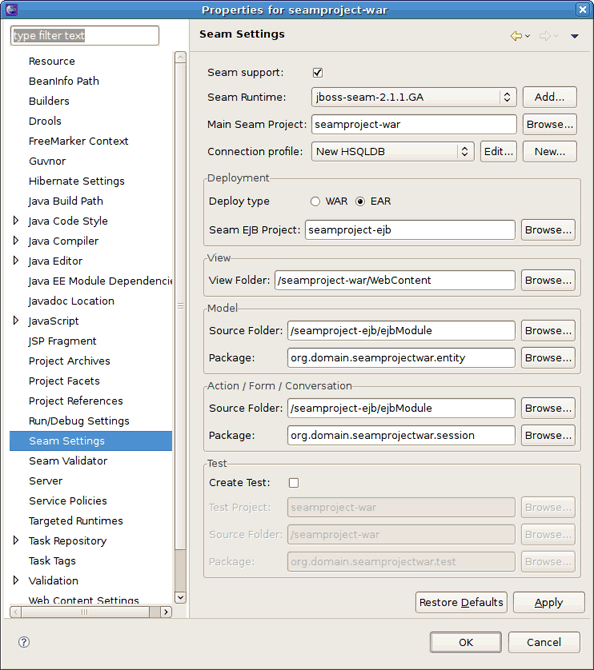 Properties for seamproject-war
type filter text
Resource
BeanInfo Path
Builders
Drools
FreeMarker Context
Guvnor
Hibernate Settings
Java Build Path
Java Code Style
Java Compiler
Java Editor
Java EE Module Dependencie
Javadoc Location
JavaScript
JSP Fragment
Project Archives
Project Facets
Project References
Run/Debug Settings
Seam Settings
Seam Validator
Server
Service Policies
Targeted Runtimes
Task Repository
Task Tags
Validation
Web Content Settings
Seam Settings
Seam support:
Seam Runtime: jboss-seam-2.1.1.GA Add...
Main Seam Project: seamproject-war Browse...
Connection profile: New HSQLDB Edit... New...
Deployment
Deploy type WAR EAR
Seam EJB Project: seamproject-ejb Browse...
View
View Folder: /seamproject-war/WebContent Browse...
Model
Source Folder: /seamproject-ejb/ejbModule Browse...
Package: org.domain.seamprojectwar.entity Browse...
Action / Form / Conversation
Source Folder: /seamproject-ejb/ejbModule Browse...
Package: org.domain.seamprojectwar.session Browse...
Test
Create Test:
Test Project: seamproject-war Browse...
Source Folder: /seamproject-war Browse...
Package: org.domain.seamprojectwar.test Browse...
Restore Defaults Apply
? OK Cancel